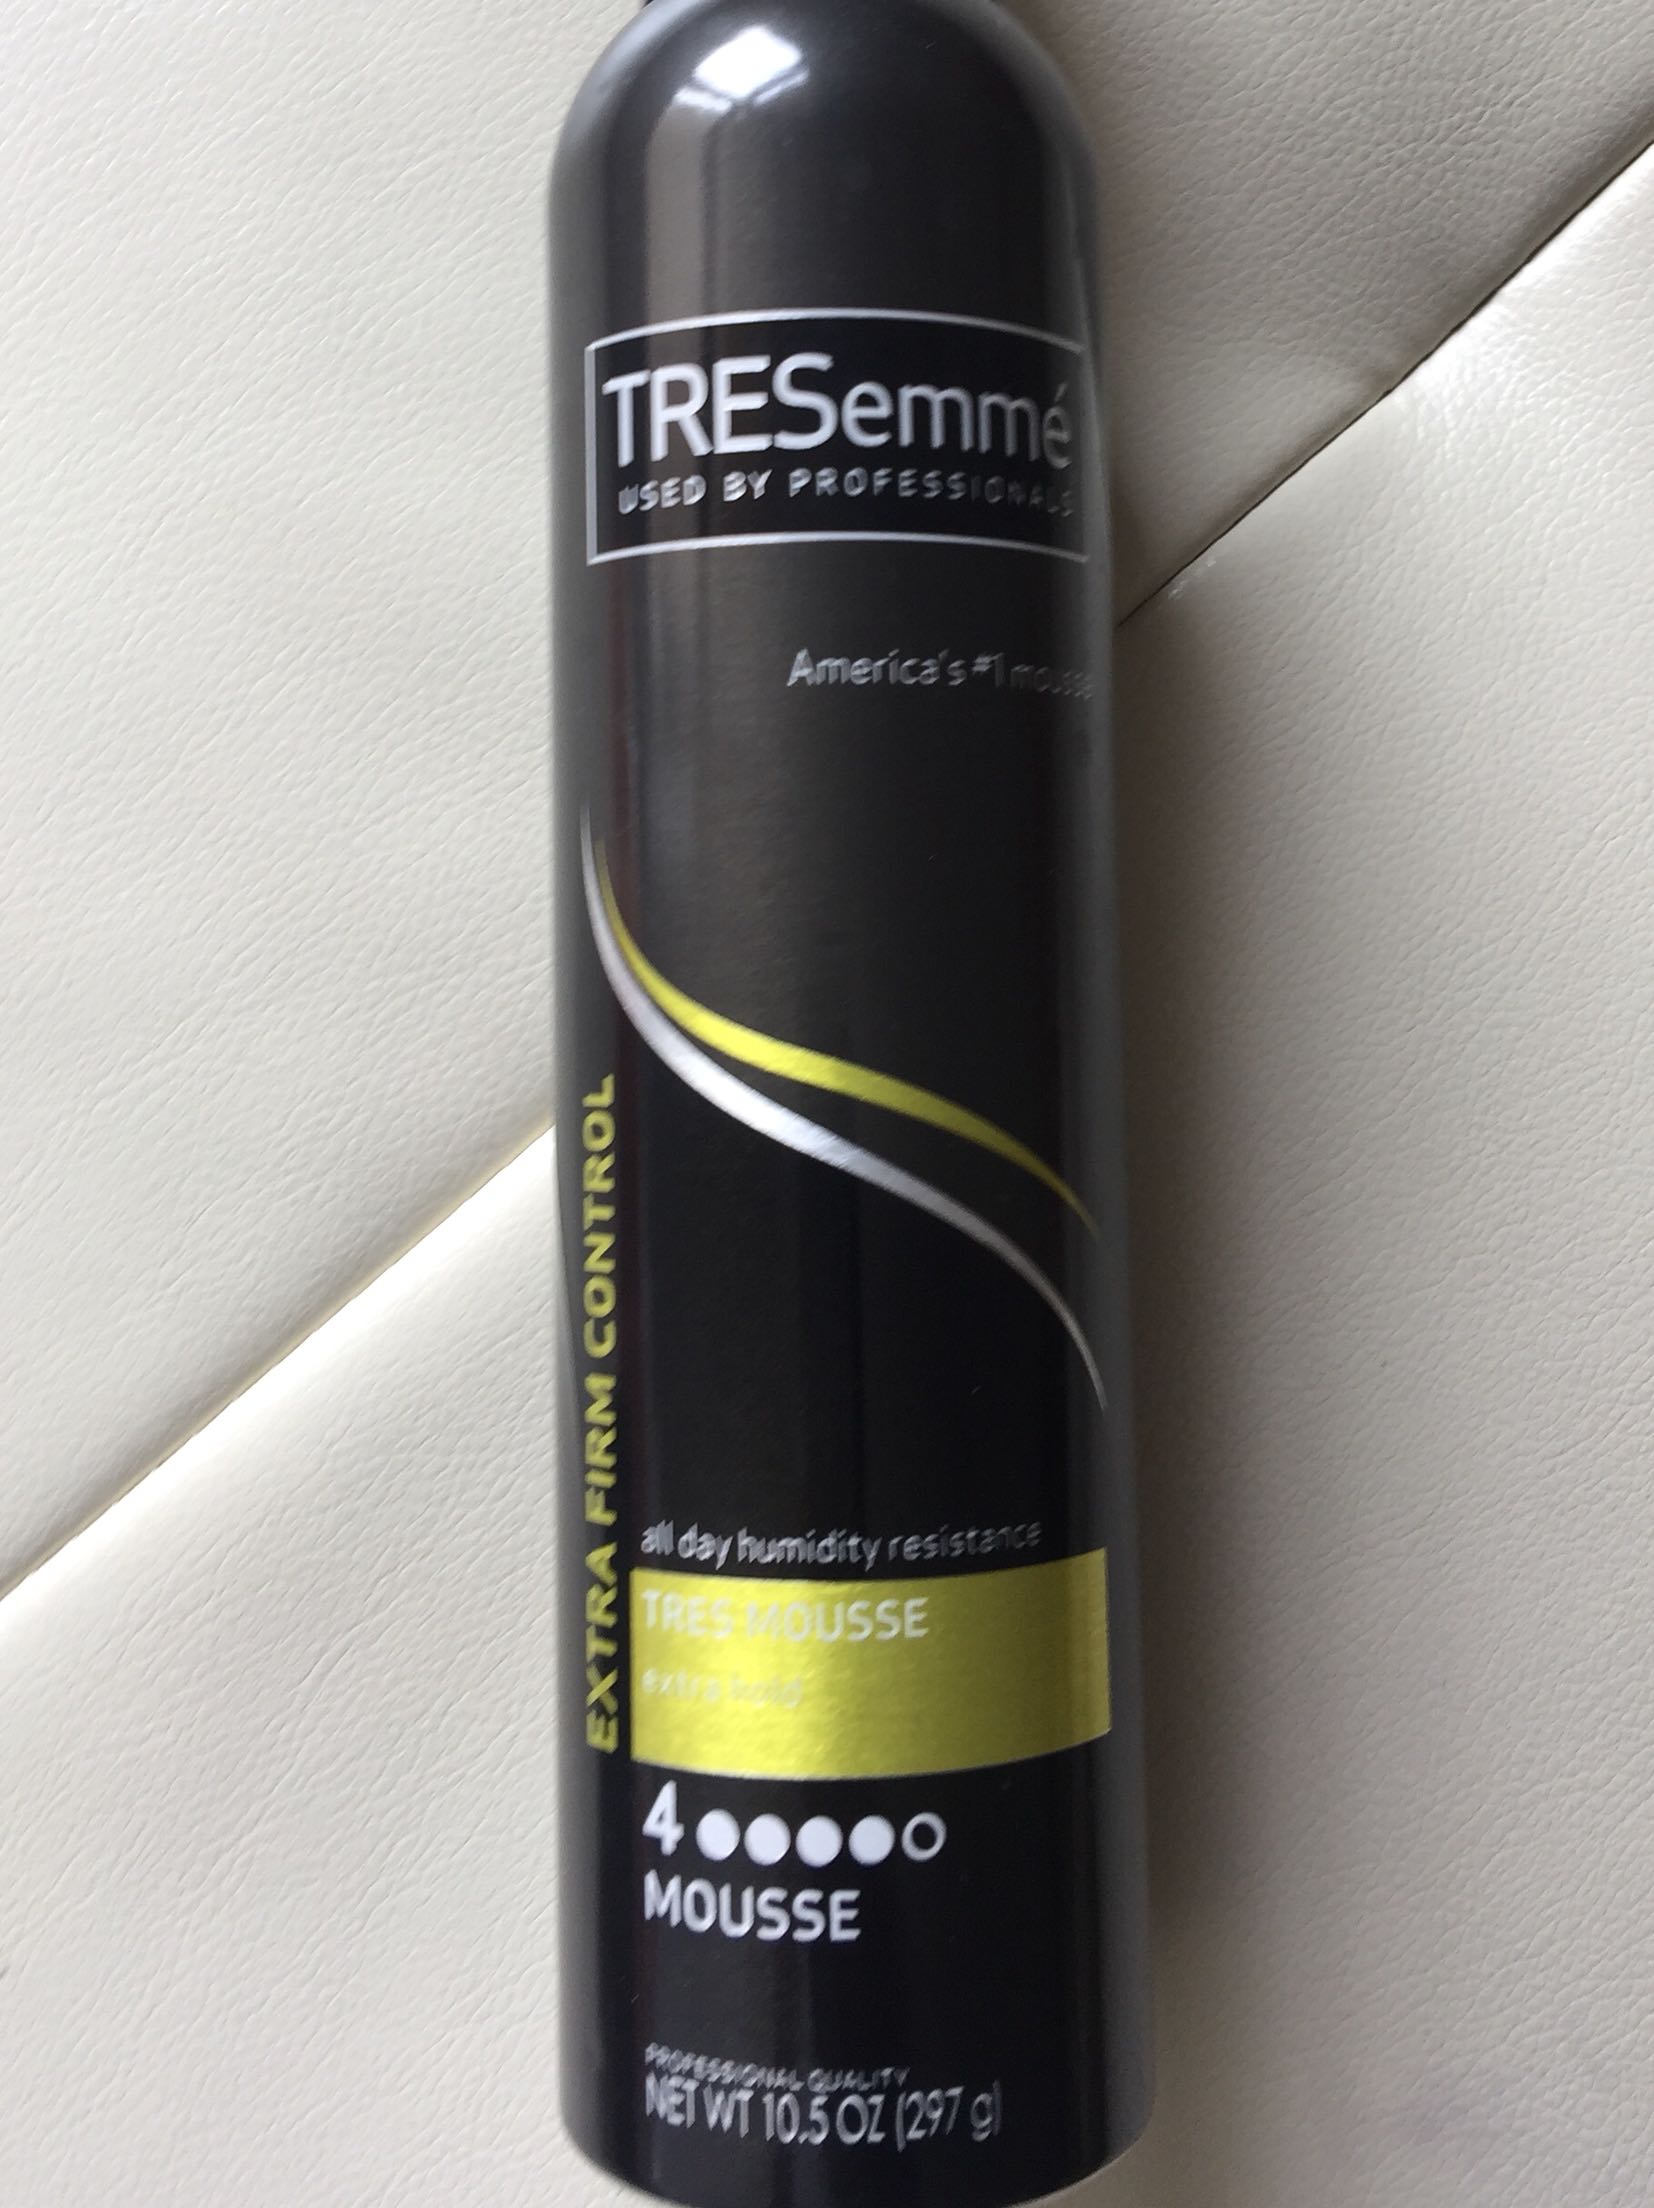 TRESemmé
USED BY PROFESSIONALS
America's #1 mousse
EXTRA FIRM CONTROL
all day humidity resistance
TRES MOUSSE
extra hold
4
MOUSSE
PROFESSIONAL QUALITY
NET WT 10.5 OZ (297 g)